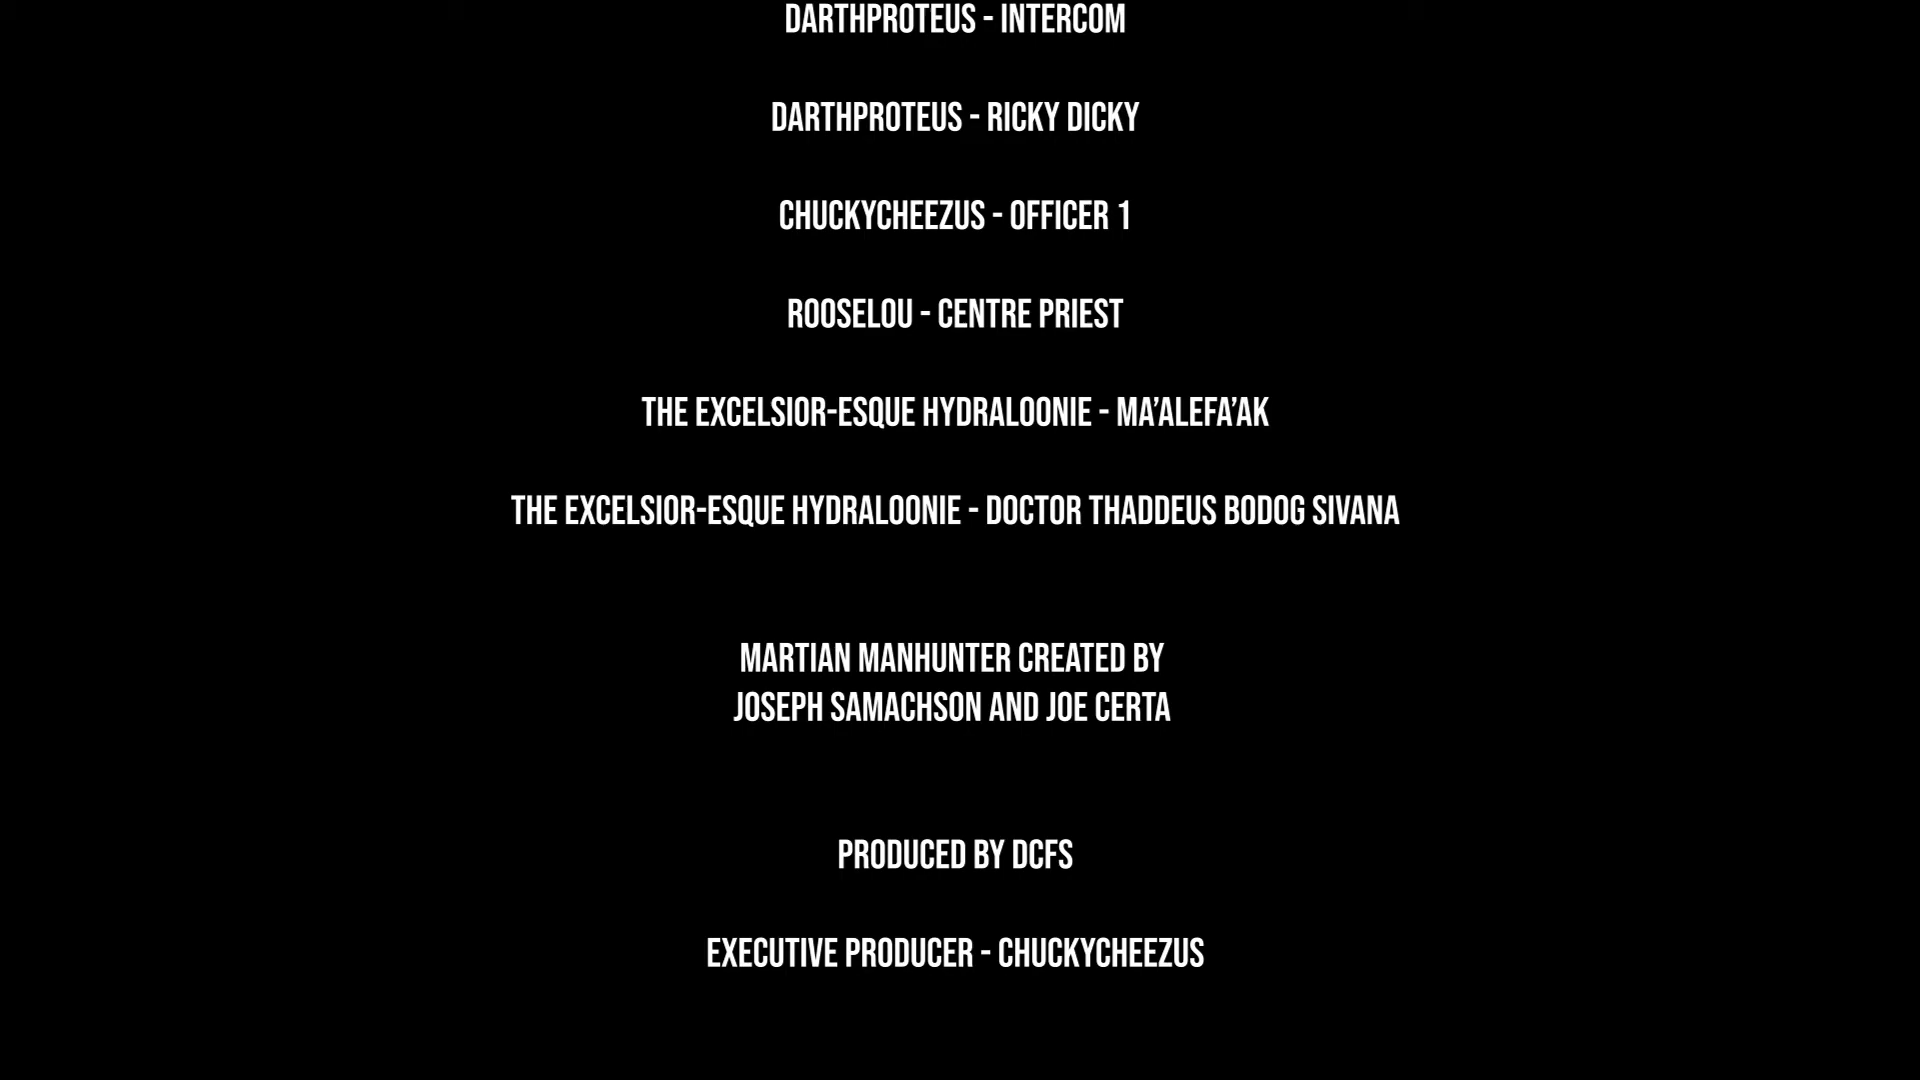 DARTHPROTEUS - INTERCOM
DARTHPROTEUS - RICKY DICKY
CHUCKYCHEEZUS - OFFICER 1
ROOSELOU - CENTRE PRIEST
THE EXCELSIOR-ESQUE HYDRALOONIE - MA’ALEFA’AK
THE EXCELSIOR-ESQUE HYDRALOONIE - DOCTOR THADDEUS BODOG SIVANA
MARTIAN MANHUNTER CREATED BY
JOSEPH SAMACHSON AND JOE CERTA
PRODUCED BY DCFS
EXECUTIVE PRODUCER - CHUCKYCHEEZUS